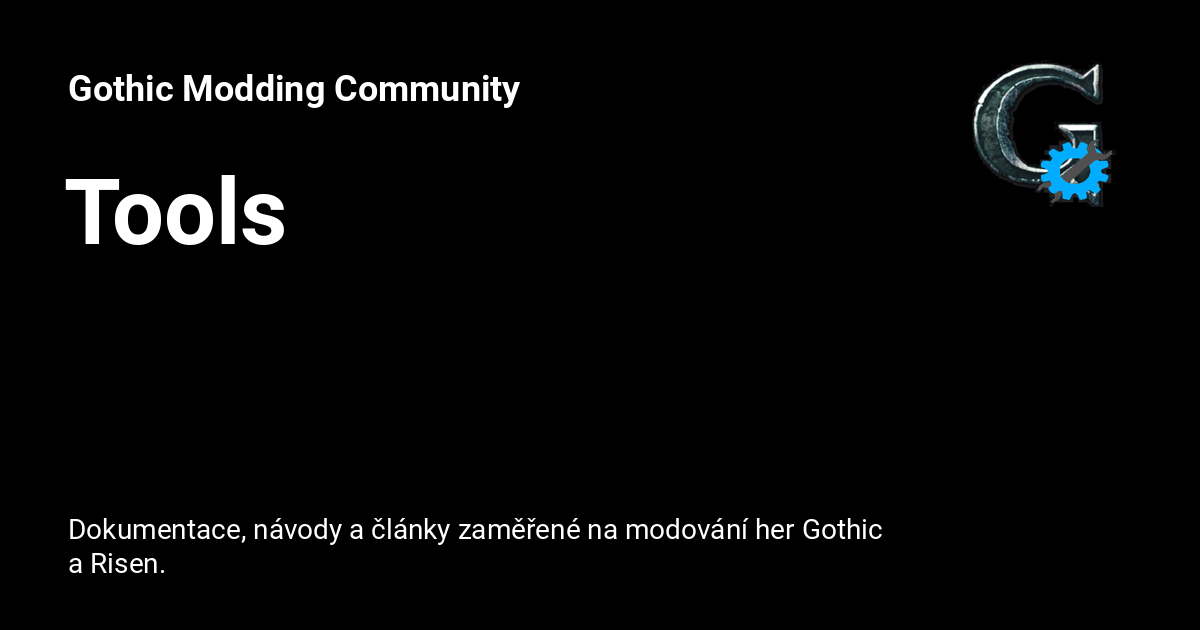 Gothic Modding Community
Tools
Dokumentace, návody a články zaměřené na modování her Gothic
a Risen.